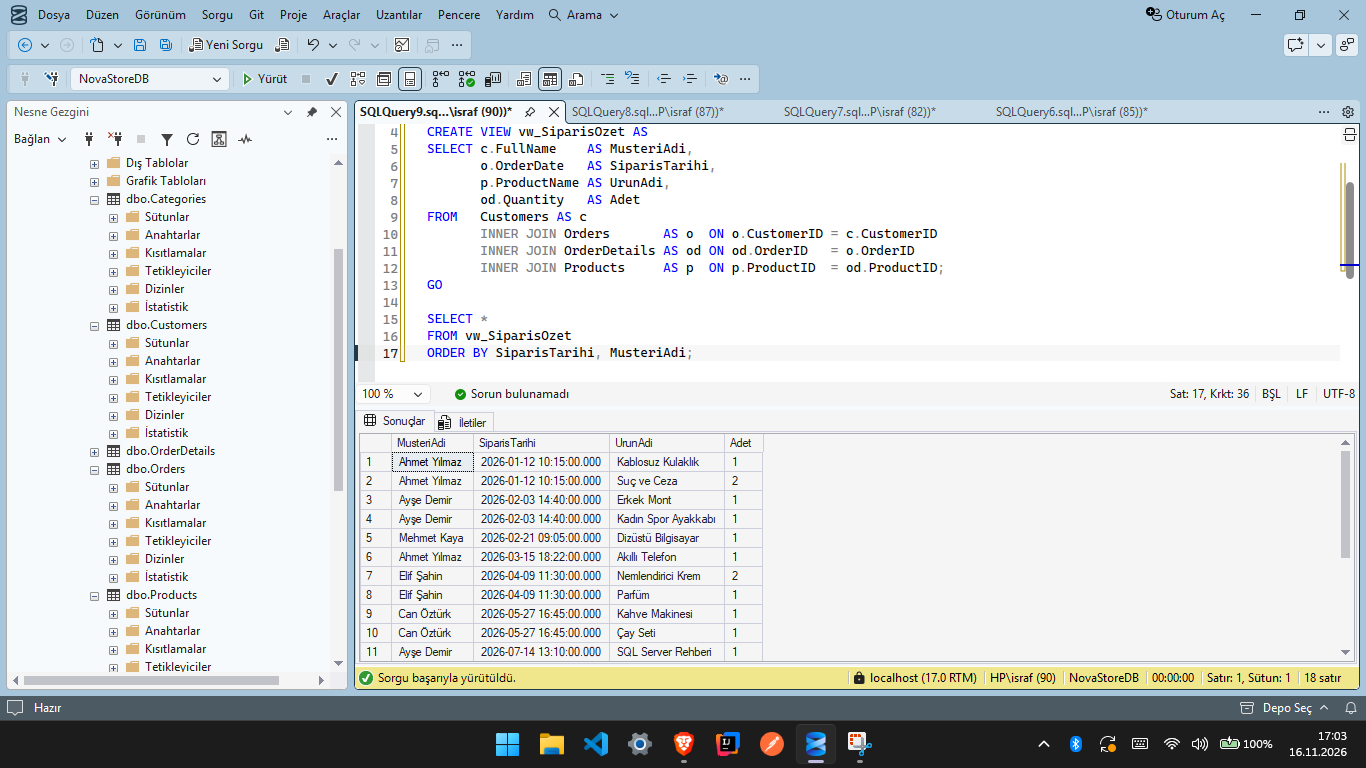 Dosya Düzen Görünüm Sorgu Git Proje Araçlar Uzantılar Pencere Yardım Arama Oturum Aç
Yeni Sorgu
NovaStoreDB Yürüt
Nesne Gezgini
Bağlan
Dış Tablolar
Grafik Tabloları
dbo.Categories
Sütunlar
Anahtarlar
Kısıtlamalar
Tetikleyiciler
Dizinler
İstatistik
dbo.Customers
Sütunlar
Anahtarlar
Kısıtlamalar
Tetikleyiciler
Dizinler
İstatistik
dbo.OrderDetails
dbo.Orders
Sütunlar
Anahtarlar
Kısıtlamalar
Tetikleyiciler
Dizinler
İstatistik
dbo.Products
Sütunlar
Anahtarlar
Kısıtlamalar
Tetikleyiciler
SQLQuery9.sq...\israf (90))* SQLQuery8.sql...P\israf (87))* SQLQuery7.sql...P\israf (82))* SQLQuery6.sql...P\israf (85))*
4 CREATE VIEW vw_SiparisOzet AS
5 SELECT c.FullName AS MusteriAdi,
6 o.OrderDate AS SiparisTarihi,
7 p.ProductName AS UrunAdi,
8 od.Quantity AS Adet
9 FROM Customers AS c
10 INNER JOIN Orders AS o ON o.CustomerID = c.CustomerID
11 INNER JOIN OrderDetails AS od ON od.OrderID = o.OrderID
12 INNER JOIN Products AS p ON p.ProductID = od.ProductID;
13 GO
14
15 SELECT *
16 FROM vw_SiparisOzet
17 ORDER BY SiparisTarihi, MusteriAdi;
100 % Sorun bulunamadı Sat: 17, Krkt: 36 BŞL LF UTF-8
Sonuçlar İletiler
MusteriAdi SiparisTarihi UrunAdi Adet
1 Ahmet Yılmaz 2026-01-12 10:15:00.000 Kablosuz Kulaklık 1
2 Ahmet Yılmaz 2026-01-12 10:15:00.000 Suç ve Ceza 2
3 Ayşe Demir 2026-02-03 14:40:00.000 Erkek Mont 1
4 Ayşe Demir 2026-02-03 14:40:00.000 Kadın Spor Ayakkabı 1
5 Mehmet Kaya 2026-02-21 09:05:00.000 Dizüstü Bilgisayar 1
6 Ahmet Yılmaz 2026-03-15 18:22:00.000 Akıllı Telefon 1
7 Elif Şahin 2026-04-09 11:30:00.000 Nemlendirici Krem 2
8 Elif Şahin 2026-04-09 11:30:00.000 Parfüm 1
9 Can Öztürk 2026-05-27 16:45:00.000 Kahve Makinesi 1
10 Can Öztürk 2026-05-27 16:45:00.000 Çay Seti 1
11 Ayşe Demir 2026-07-14 13:10:00.000 SQL Server Rehberi 1
Sorgu başarıyla yürütüldü. localhost (17.0 RTM) HP\israf (90) NovaStoreDB 00:00:00 Satır: 1, Sütun: 1 18 satır
Hazır Depo Seç
100% 17:03
16.11.2026